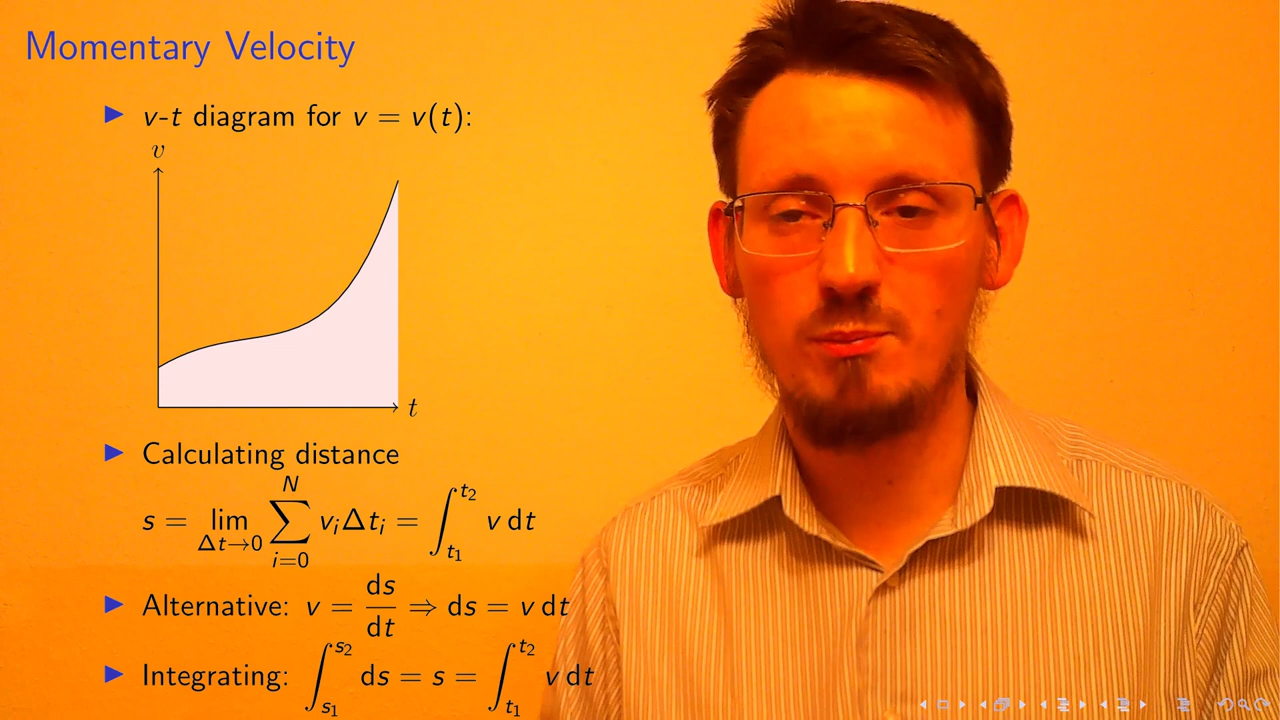 Momentary Velocity
▶ v-t diagram for v = v(t):
v
t
▶ Calculating distance
s = lim_{Δt→0} ∑_{i=0}^{N} v_i Δt_i = ∫_{t_1}^{t_2} v dt
▶ Alternative: v = ds/dt ⇒ ds = v dt
▶ Integrating: ∫_{s_1}^{s_2} ds = s = ∫_{t_1}^{t_2} v dt